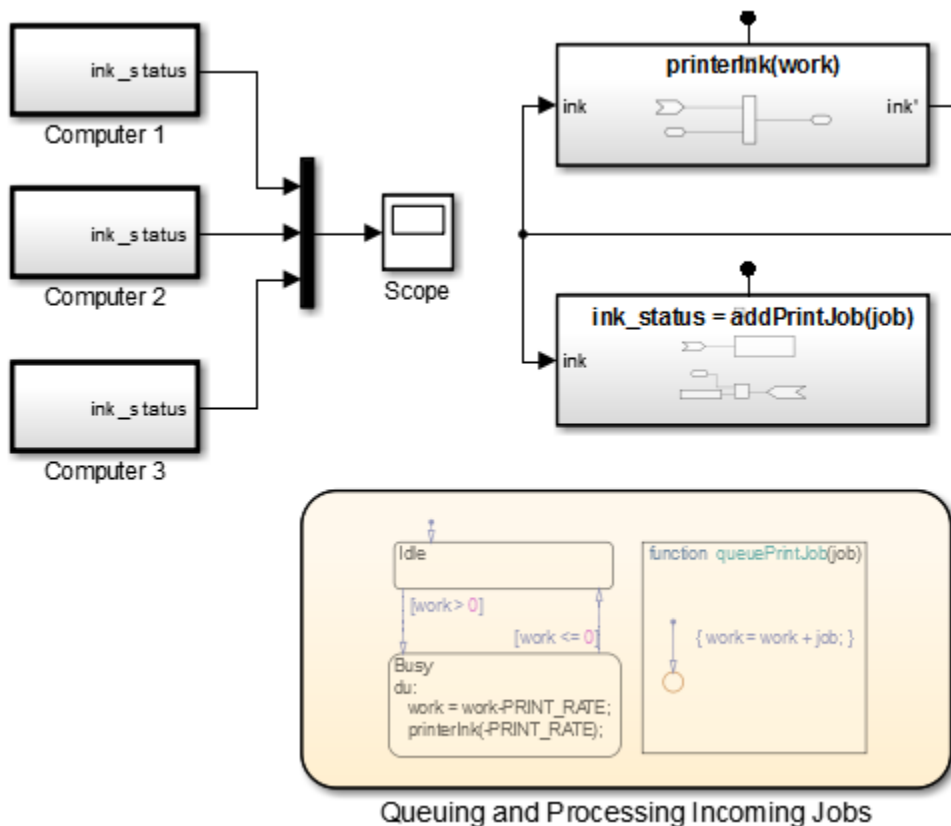 ink_status
Computer 1
ink_status
Computer 2
ink_status
Computer 3
Scope
printerInk(work)
ink
ink'
ink_status = addPrintJob(job)
ink
Idle
[work > 0]
[work <= 0]
Busy
du:
work = work-PRINT_RATE;
printerInk(-PRINT_RATE);
function queuePrintJob(job)
{ work = work + job; }
Queuing and Processing Incoming Jobs